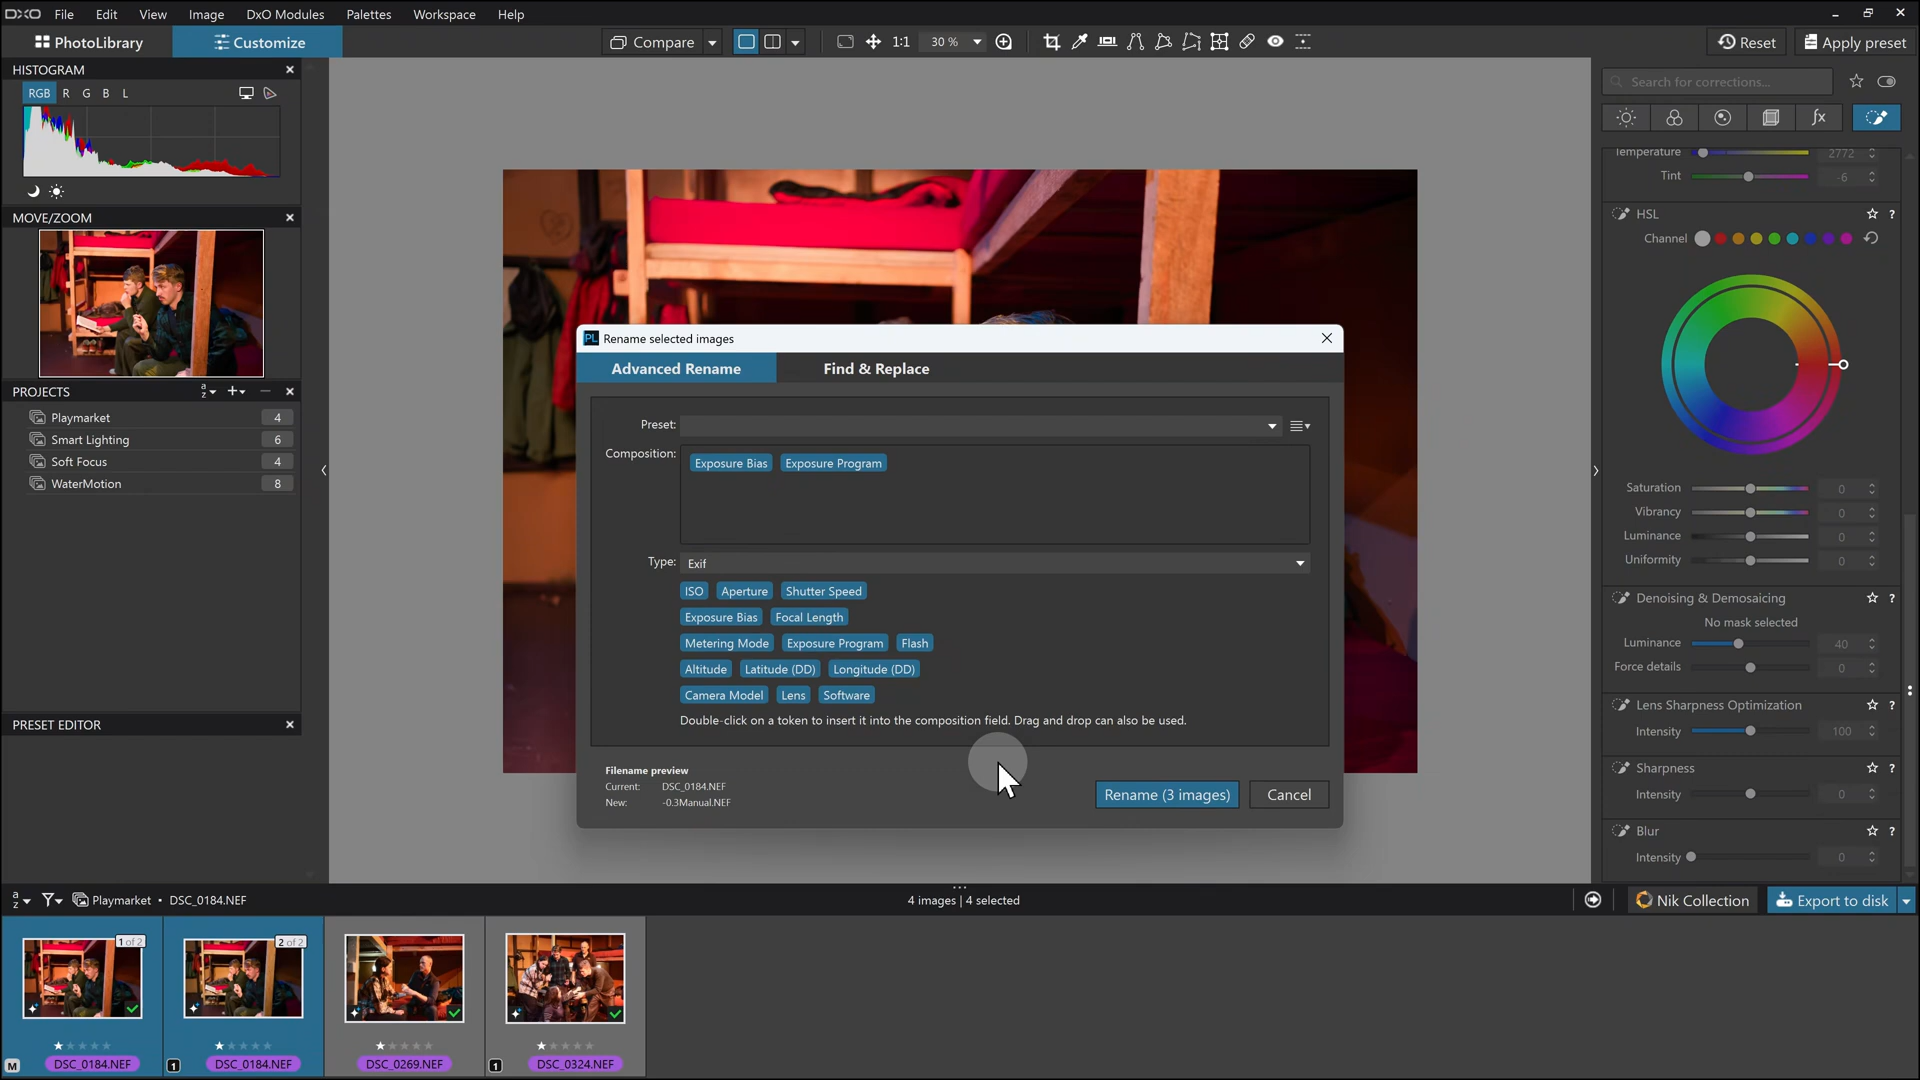 DXO File Edit View Image DxO Modules Palettes Workspace Help
PhotoLibrary Customize Compare 1:1 30 % Reset Apply preset
HISTOGRAM
RGB R G B L
MOVE/ZOOM
PROJECTS
Playmarket 4
Smart Lighting 6
Soft Focus 4
WaterMotion 8
PRESET EDITOR
PL Rename selected images
Advanced Rename Find & Replace
Preset:
Composition: Exposure Bias Exposure Program
Type: Exif
ISO Aperture Shutter Speed
Exposure Bias Focal Length
Metering Mode Exposure Program Flash
Altitude Latitude (DD) Longitude (DD)
Camera Model Lens Software
Double-click on a token to insert it into the composition field. Drag and drop can also be used.
Filename preview
Current: DSC_0184.NEF
New: -0.3Manual.NEF
Rename (3 images) Cancel
Search for corrections...
fx
Temperature 2772
Tint -6
HSL ?
Channel
Saturation 0
Vibrancy 0
Luminance 0
Uniformity 0
Denoising & Demosaicing ?
No mask selected
Luminance 40
Force details 0
Lens Sharpness Optimization ?
Intensity 100
Sharpness ?
Intensity 0
Blur ?
Intensity 0
Playmarket • DSC_0184.NEF 4 images | 4 selected Nik Collection Export to disk
1 of 2 2 of 2
M DSC_0184.NEF 1 DSC_0184.NEF DSC_0269.NEF 1 DSC_0324.NEF